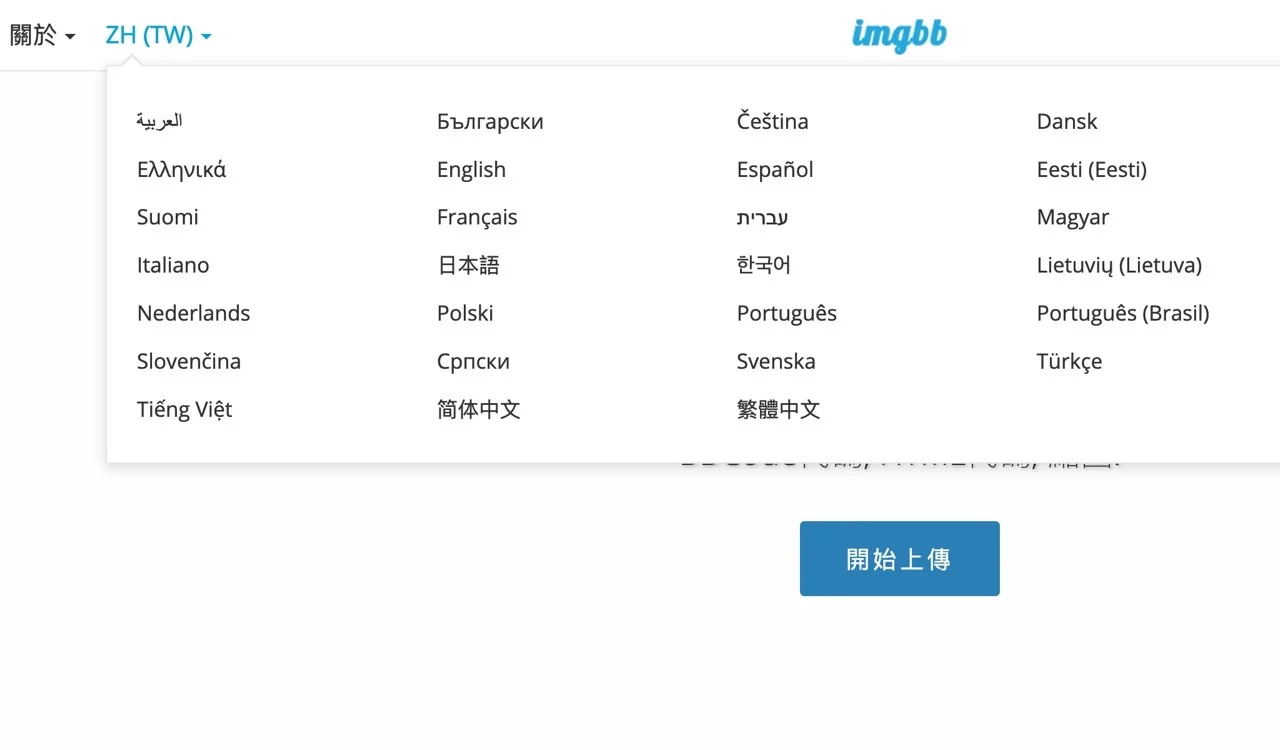 關於 ZH (TW) imgbb
العربية Български Čeština Dansk
Ελληνικά English Español Eesti (Eesti)
Suomi Français עברית Magyar
Italiano 日本語 한국어 Lietuvių (Lietuva)
Nederlands Polski Português Português (Brasil)
Slovenčina Српски Svenska Türkçe
Tiếng Việt 简体中文 繁體中文
開始上傳